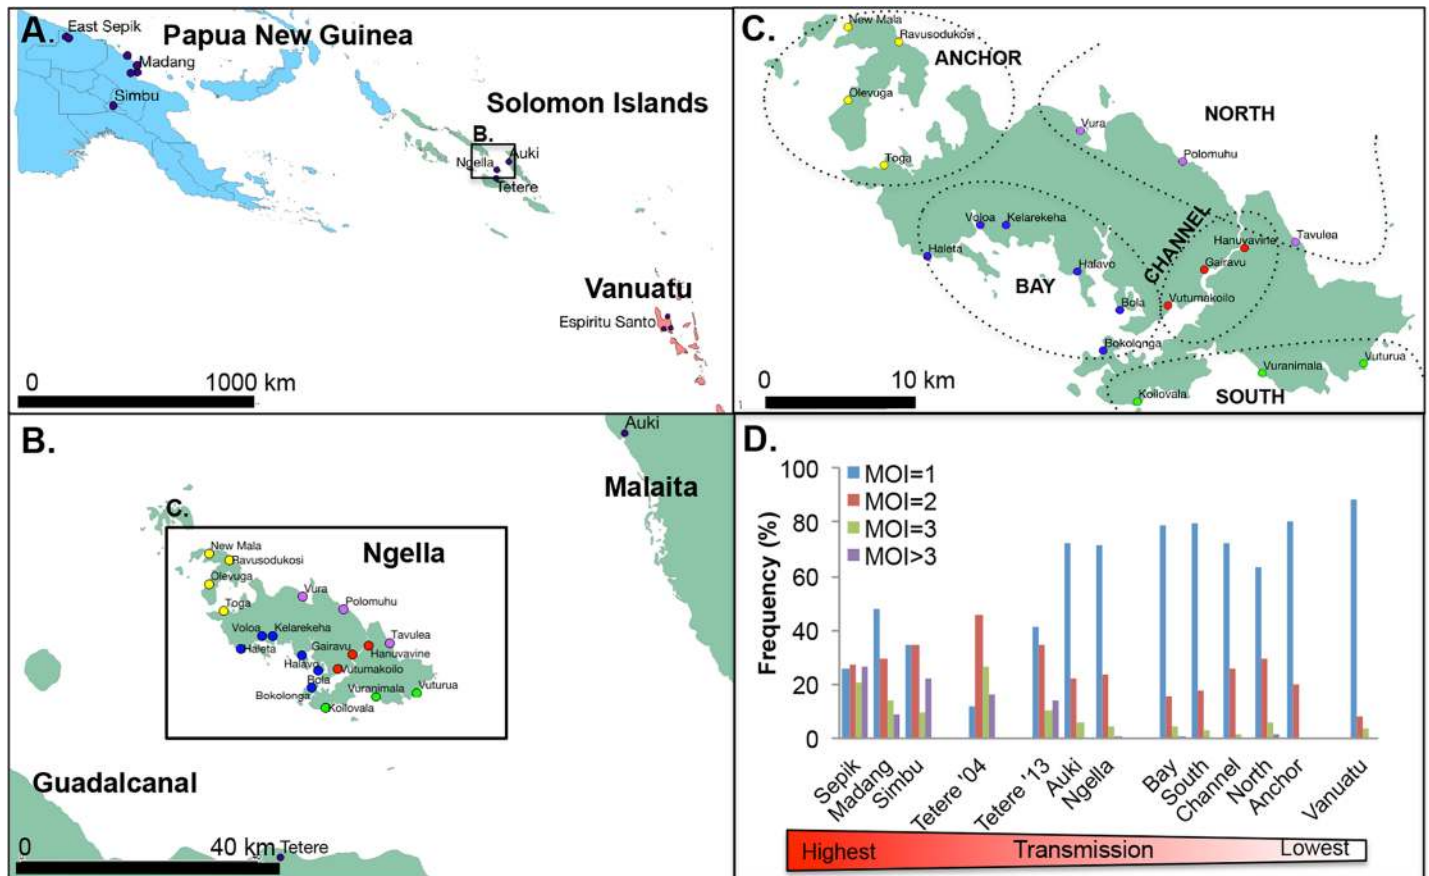 A.
East Sepik
Papua New Guinea
Madang
Simbu
Solomon Islands
B.
Auki
Ngella
Tetere
Vanuatu
Espiritu Santo
0 1000 km
C.
New Mala
Ravusodukosi
ANCHOR
Olevuga
NORTH
Vura
Polomuhu
Toga
CHANNEL
Voloa
Kelarekeha
Tavulea
Hanuvavine
Haleta
Gairavu
Halavo
BAY
Vutumakoilo
Bola
Bokolonga
Vuturua
Vuranimala
0 10 km
Koilovala
SOUTH
B.
Auki
Malaita
C.
Ngella
New Mala
Ravusodukosi
Olevuga
Vura
Toga
Polomuhu
Voloa
Kelarekeha
Tavulea
Haleta
Gairavu
Hanuvavine
Halavo
Vutumakoilo
Bola
Vuranimala
Vuturua
Bokolonga
Koilovala
Guadalcanal
0 40 km
Tetere
D.
Frequency (%)
100
80
60
40
20
0
MOI=1
MOI=2
MOI=3
MOI>3
Sepik
Madang
Simbu
Tetere '04
Tetere '13
Auki
Ngella
Bay
South
Channel
North
Anchor
Vanuatu
Highest Transmission Lowest